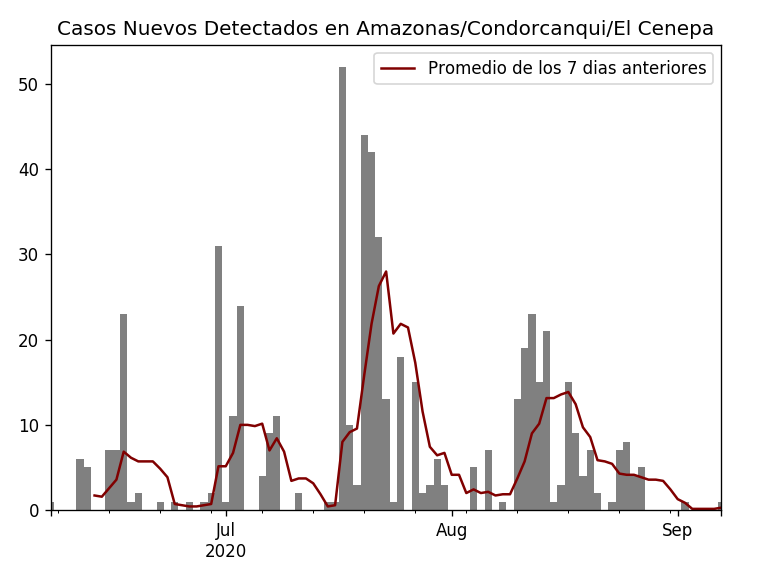 Casos Nuevos Detectados en Amazonas/Condorcanqui/El Cenepa
Promedio de los 7 dias anteriores
50
40
30
20
10
0
Jul
2020
Aug
Sep